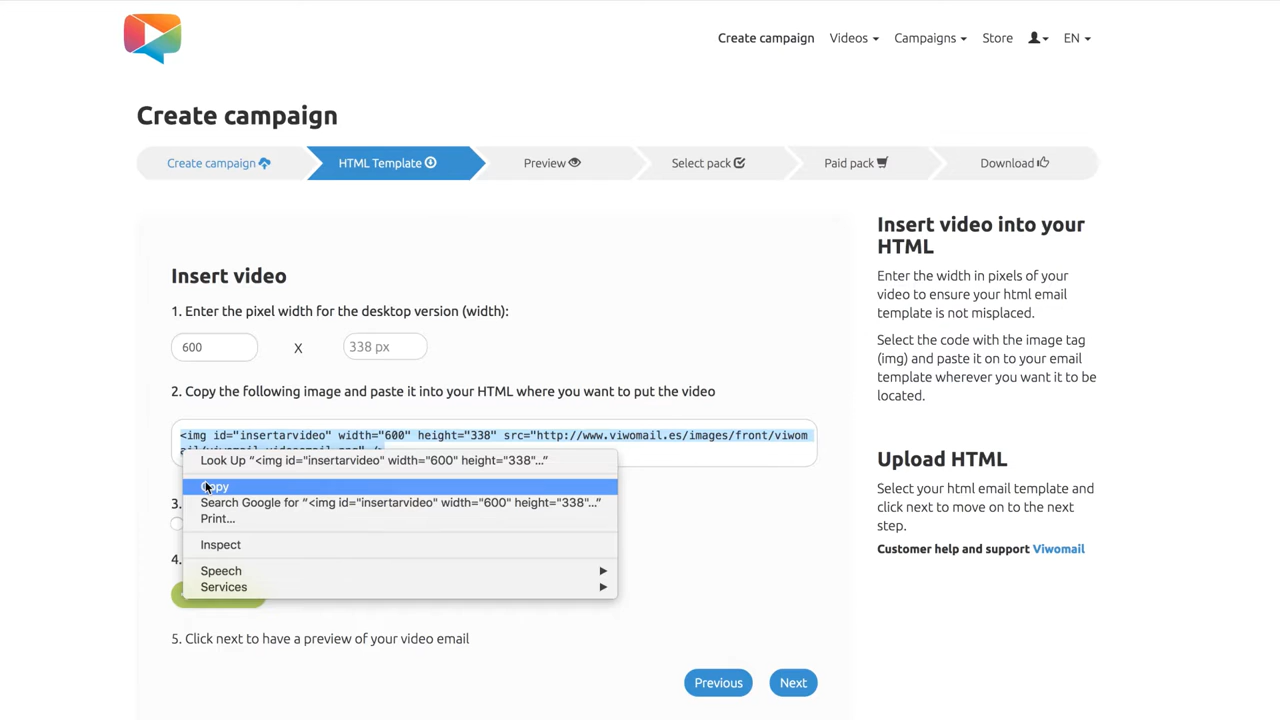 Create campaign
Videos
Campaigns
Store
EN
Create campaign
Create campaign
HTML Template
Preview
Select pack
Paid pack
Download
Insert video
1. Enter the pixel width for the desktop version (width):
600
X
338 px
2. Copy the following image and paste it into your HTML where you want to put the video
<img id="insertarvideo" width="600" height="338" src="http://www.viwomail.es/images/front/viwom
Look Up “<img id="insertarvideo" width="600" height="338"...”
Copy
Search Google for “<img id="insertarvideo" width="600" height="338"...”
Print...
Inspect
Speech
Services
3.
4.
5. Click next to have a preview of your video email
Previous
Next
Insert video into your
HTML
Enter the width in pixels of your
video to ensure your html email
template is not misplaced.
Select the code with the image tag
(img) and paste it on to your email
template wherever you want it to be
located.
Upload HTML
Select your html email template and
click next to move on to the next
step.
Customer help and support Viwomail